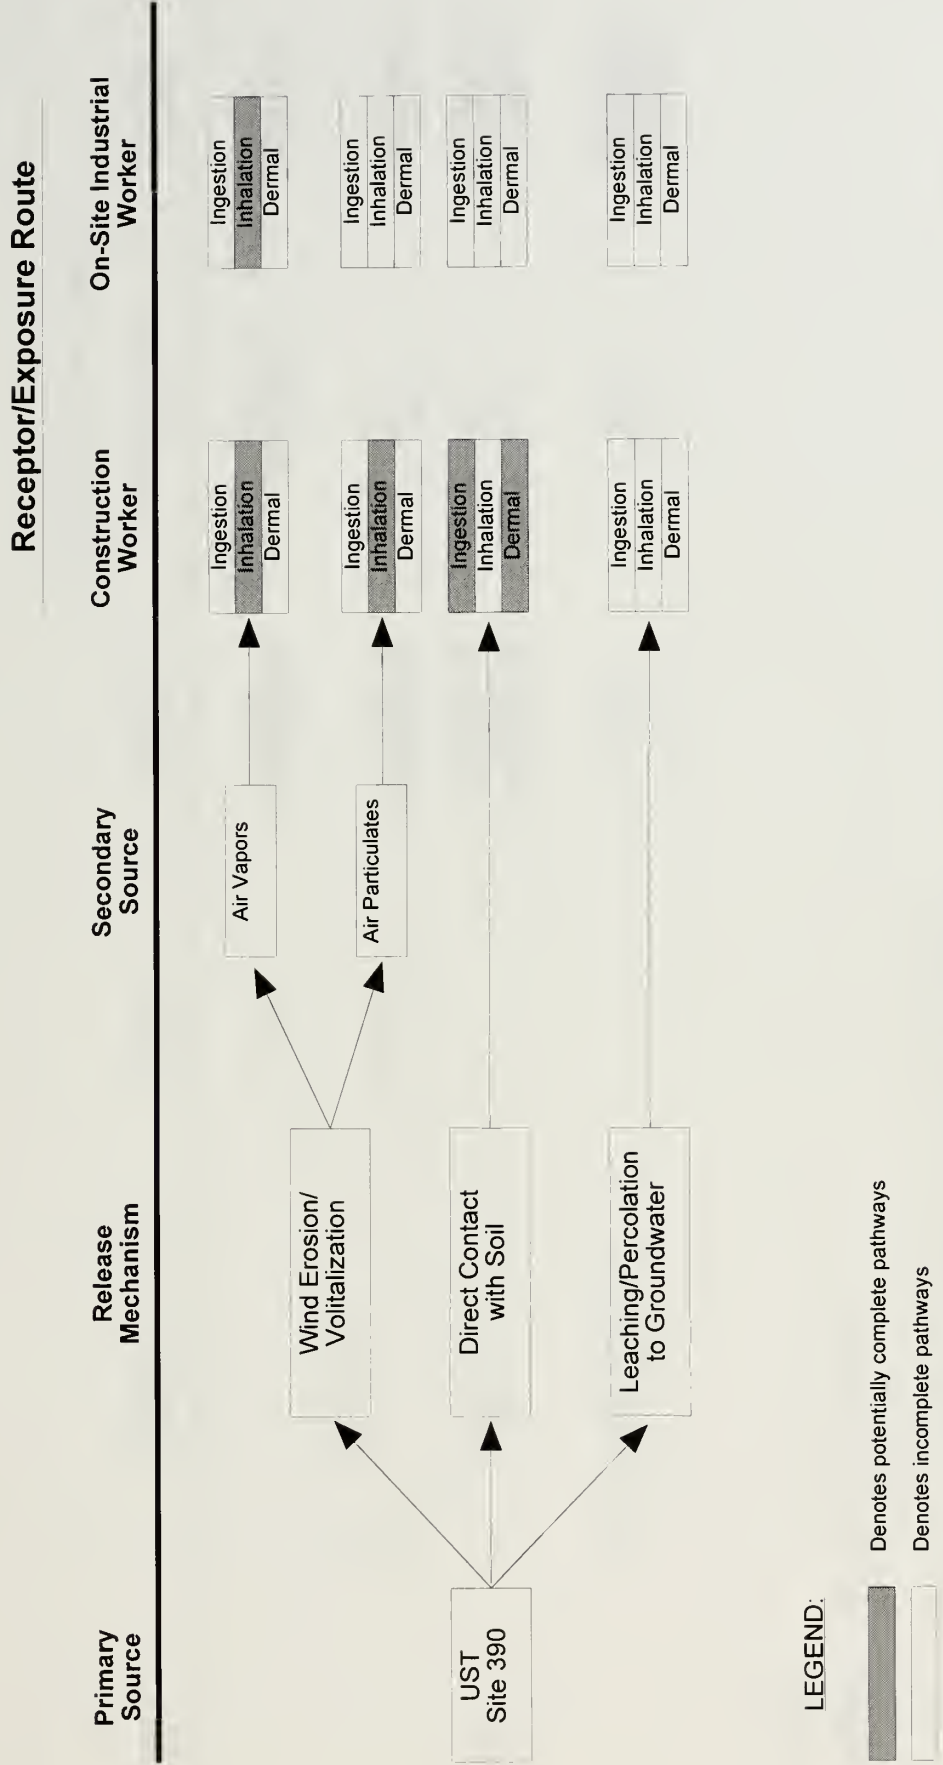 Receptor/Exposure Route
Primary
Source
Release
Mechanism
Secondary
Source
Construction
Worker
On-Site Industrial
Worker
UST
Site 390
Wind Erosion/
Volitalization
Air Vapors
Ingestion
Inhalation
Dermal
Ingestion
Inhalation
Dermal
Air Particulates
Ingestion
Inhalation
Dermal
Ingestion
Inhalation
Dermal
Direct Contact
with Soil
Ingestion
Inhalation
Dermal
Ingestion
Inhalation
Dermal
Leaching/Percolation
to Groundwater
Ingestion
Inhalation
Dermal
Ingestion
Inhalation
Dermal
LEGEND:
Denotes potentially complete pathways
Denotes incomplete pathways